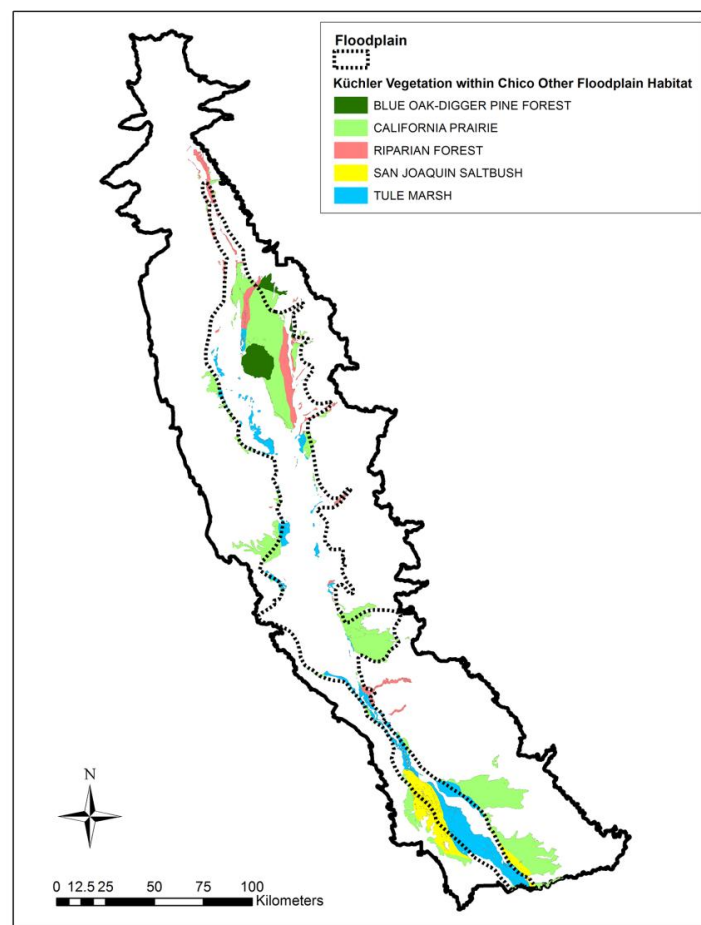 Floodplain
Küchler Vegetation within Chico Other Floodplain Habitat
BLUE OAK-DIGGER PINE FOREST
CALIFORNIA PRAIRIE
RIPARIAN FOREST
SAN JOAQUIN SALTBUSH
TULE MARSH
N
0 12.5 25 50 75 100
Kilometers